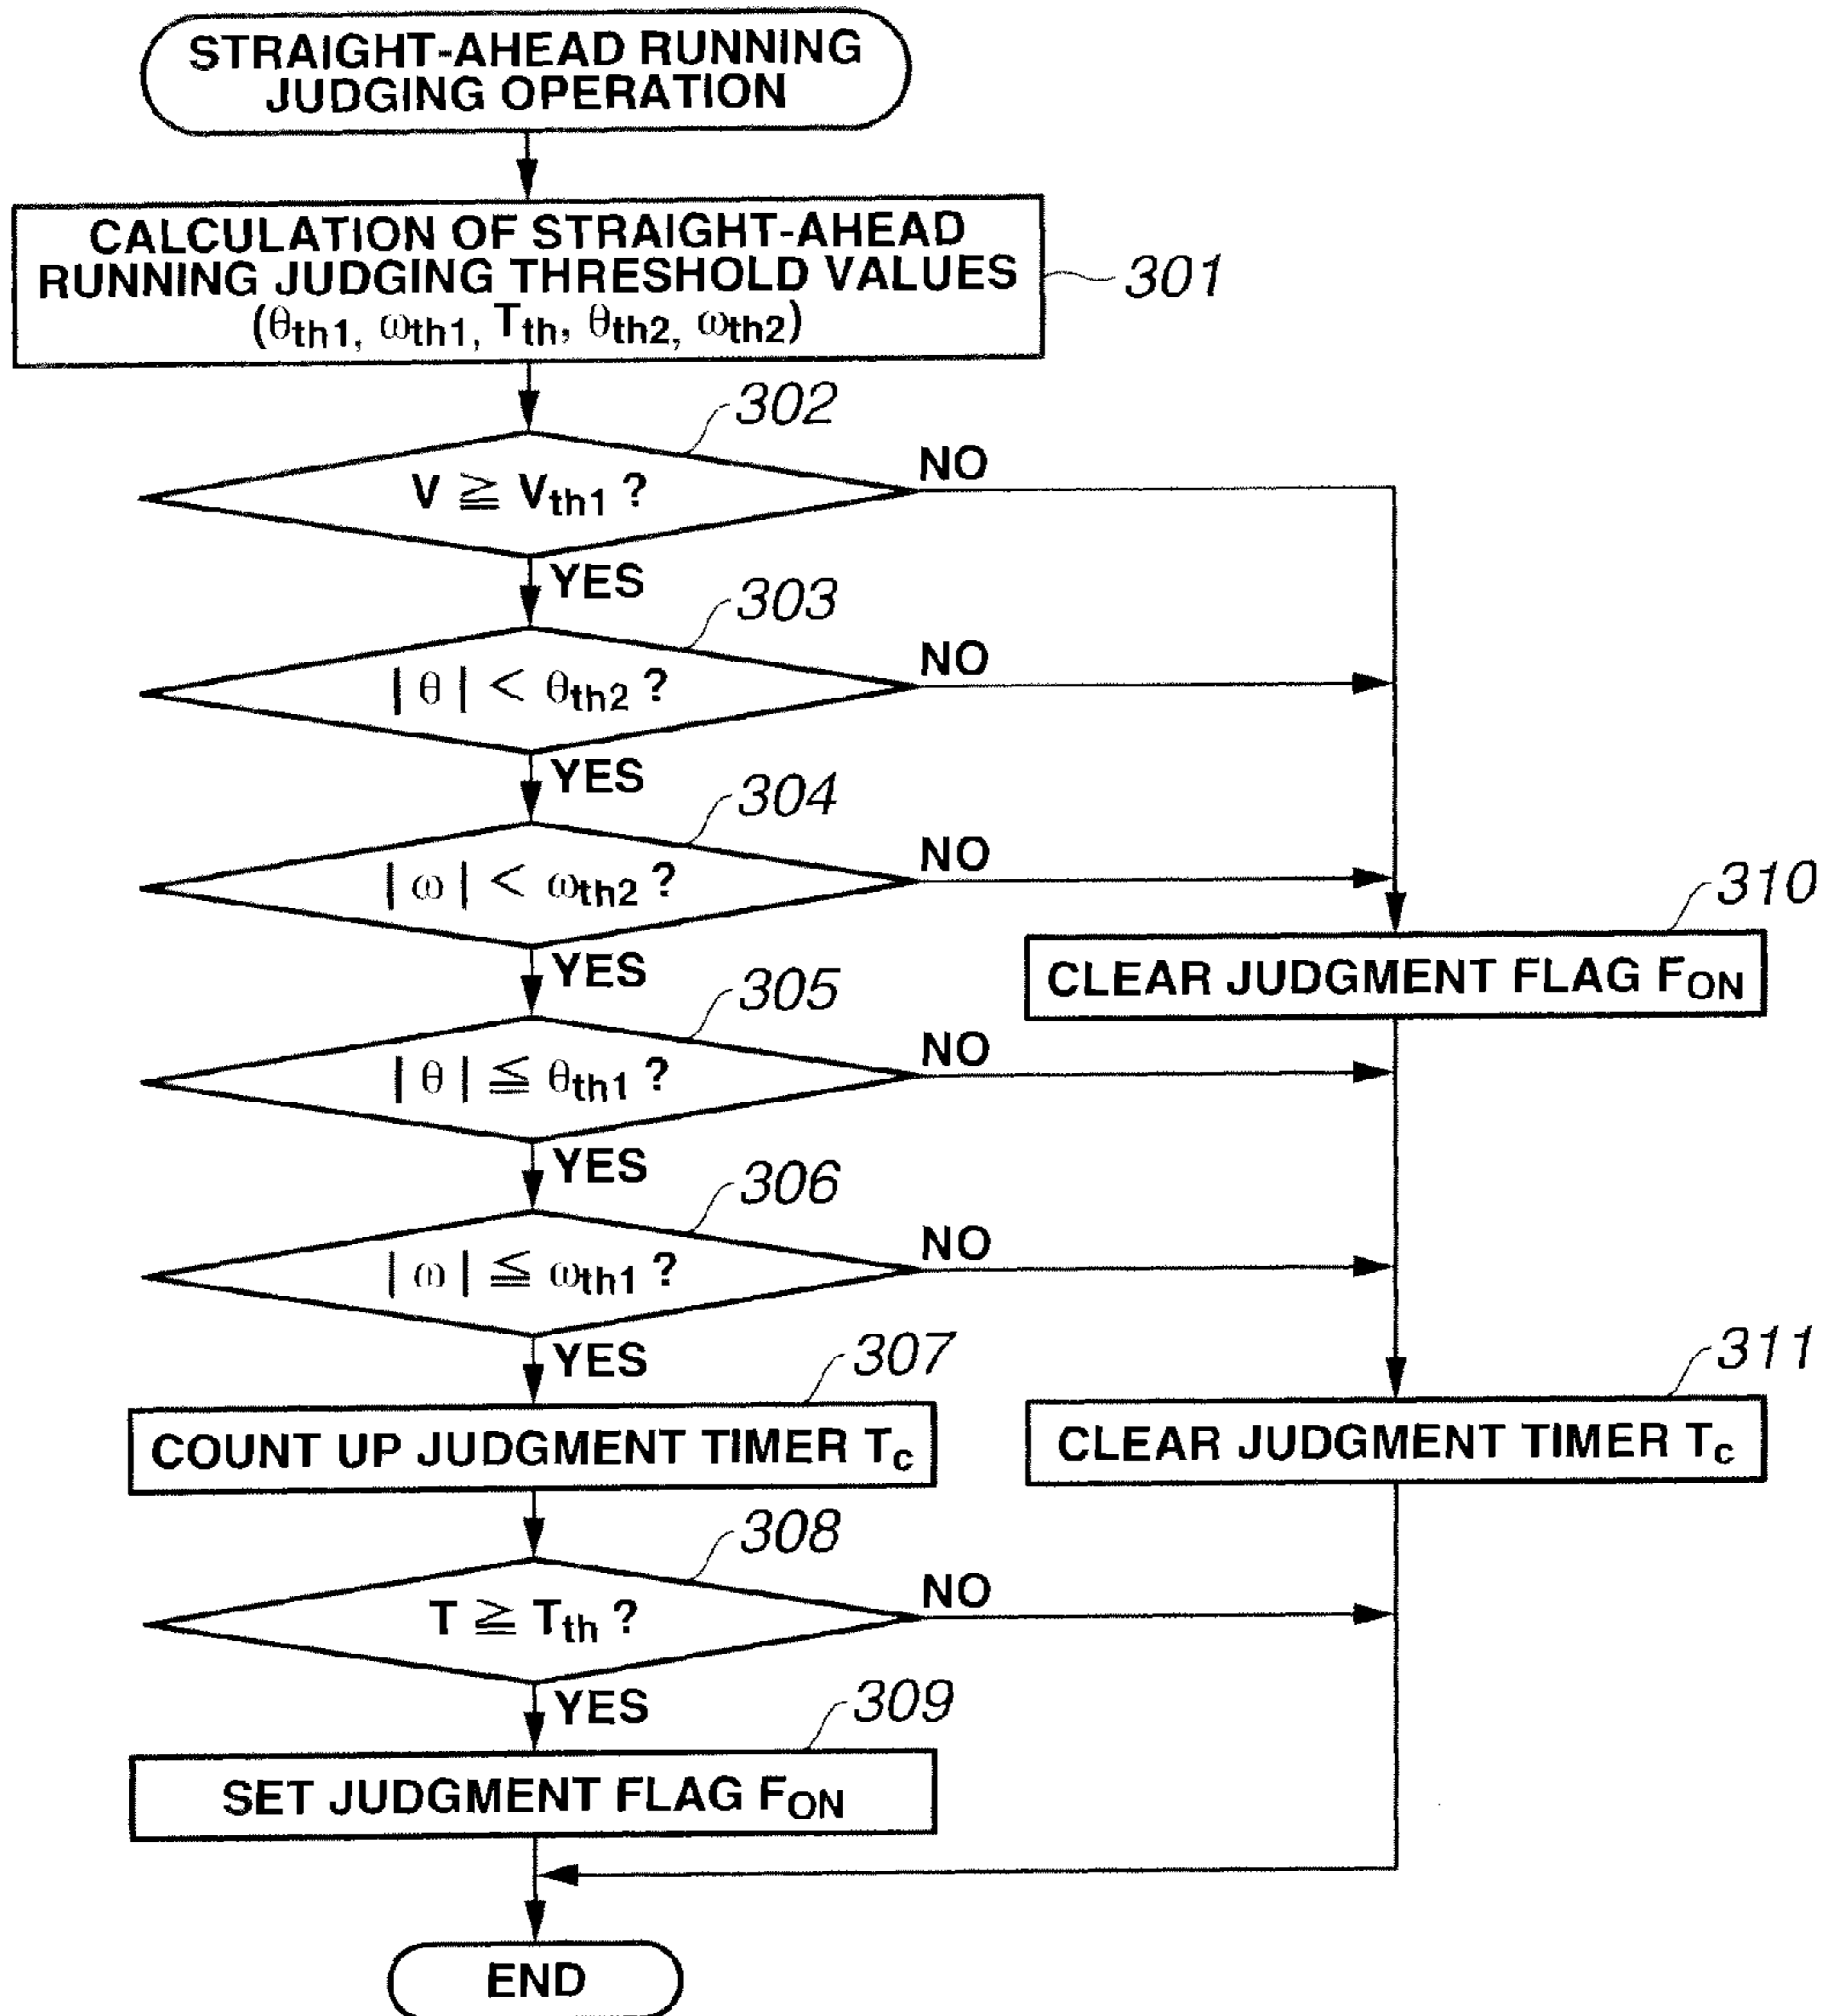 STRAIGHT-AHEAD RUNNING
JUDGING OPERATION
CALCULATION OF STRAIGHT-AHEAD
RUNNING JUDGING THRESHOLD VALUES
(θth1, ωth1, Tth, θth2, ωth2)
301
302
V ≧ Vth1 ?
NO
YES
303
| θ | < θth2 ?
NO
YES
304
| ω | < ωth2 ?
NO
YES
310
CLEAR JUDGMENT FLAG FON
305
| θ | ≦ θth1 ?
NO
YES
306
| ω | ≦ ωth1 ?
NO
YES
307
COUNT UP JUDGMENT TIMER Tc
311
CLEAR JUDGMENT TIMER Tc
308
T ≧ Tth ?
NO
YES
309
SET JUDGMENT FLAG FON
END